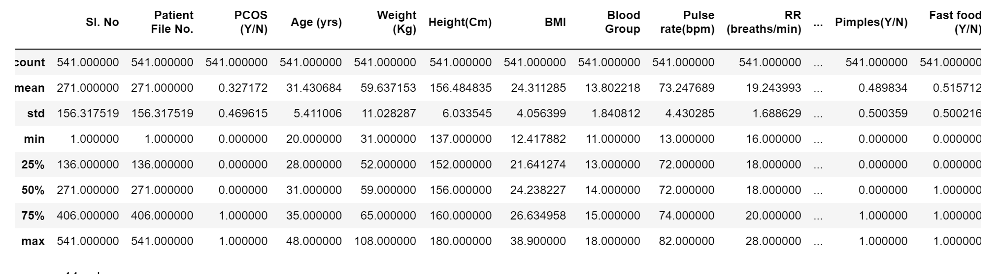 Sl. No Patient File No. PCOS (Y/N) Age (yrs) Weight (Kg) Height(Cm) BMI Blood Group Pulse rate(bpm) RR (breaths/min) ... Pimples(Y/N) Fast food (Y/N)
count 541.000000 541.000000 541.000000 541.000000 541.000000 541.000000 541.000000 541.000000 541.000000 541.000000 ... 541.000000 541.000000
mean 271.000000 271.000000 0.327172 31.430684 59.637153 156.484835 24.311285 13.802218 73.247689 19.243993 ... 0.489834 0.515712
std 156.317519 156.317519 0.469615 5.411006 11.028287 6.033545 4.056399 1.840812 4.430285 1.688629 ... 0.500359 0.500216
min 1.000000 1.000000 0.000000 20.000000 31.000000 137.000000 12.417882 11.000000 13.000000 16.000000 ... 0.000000 0.000000
25% 136.000000 136.000000 0.000000 28.000000 52.000000 152.000000 21.641274 13.000000 72.000000 18.000000 ... 0.000000 0.000000
50% 271.000000 271.000000 0.000000 31.000000 59.000000 156.000000 24.238227 14.000000 72.000000 18.000000 ... 0.000000 1.000000
75% 406.000000 406.000000 1.000000 35.000000 65.000000 160.000000 26.634958 15.000000 74.000000 20.000000 ... 1.000000 1.000000
max 541.000000 541.000000 1.000000 48.000000 108.000000 180.000000 38.900000 18.000000 82.000000 28.000000 ... 1.000000 1.000000